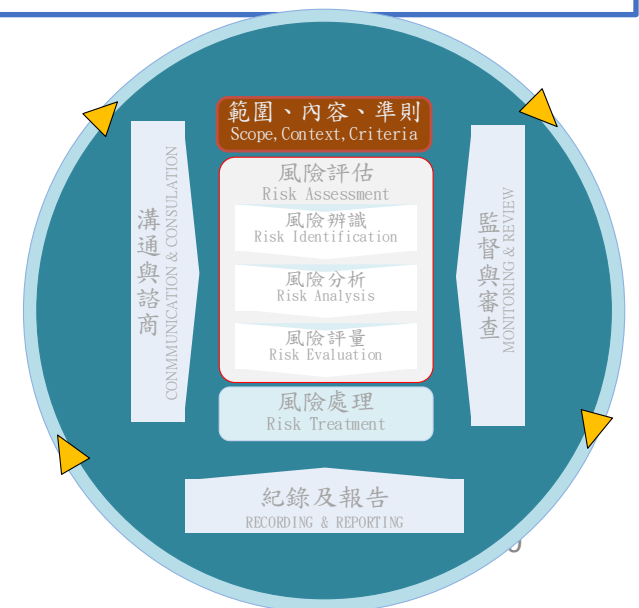 範圍、內容、準則
Scope,Context,Criteria
風險評估
Risk Assessment
風險辨識
Risk Identification
風險分析
Risk Analysis
風險評量
Risk Evaluation
風險處理
Risk Treatment
溝通與諮商
CONMMUNICATION & CONSULATION
監督與審查
MONITORING & REVIEW
紀錄及報告
RECORDING & REPORTING